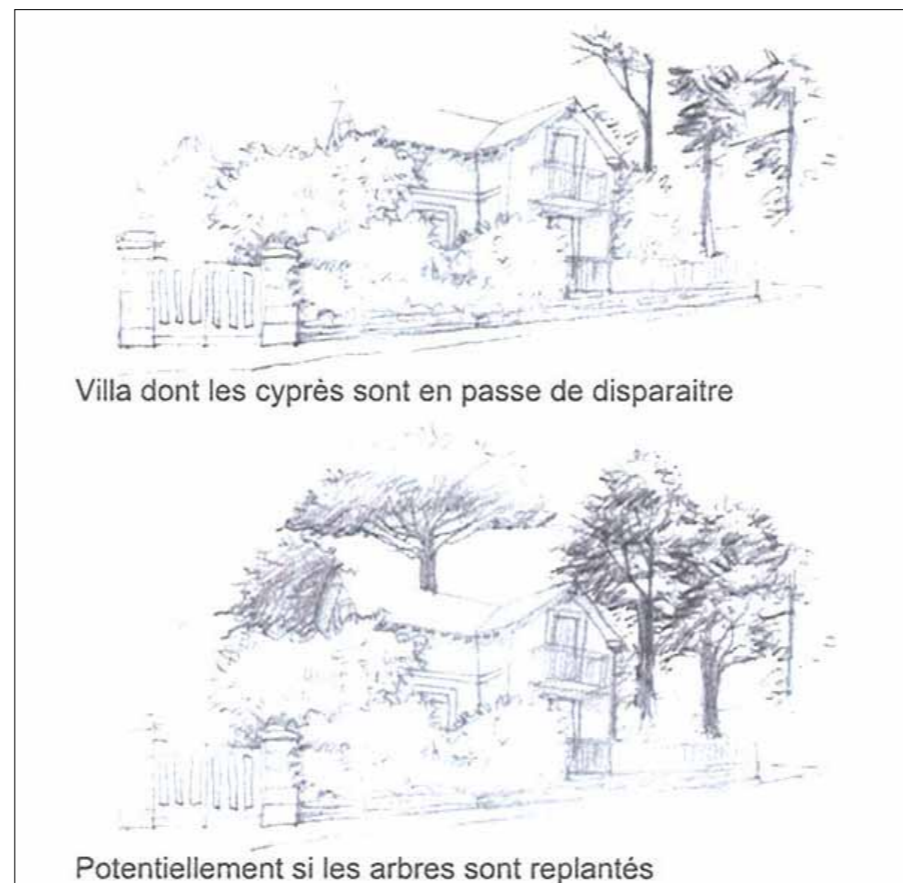 Villa dont les cyprès sont en passe de disparaitre
Potentiellement si les arbres sont replantés